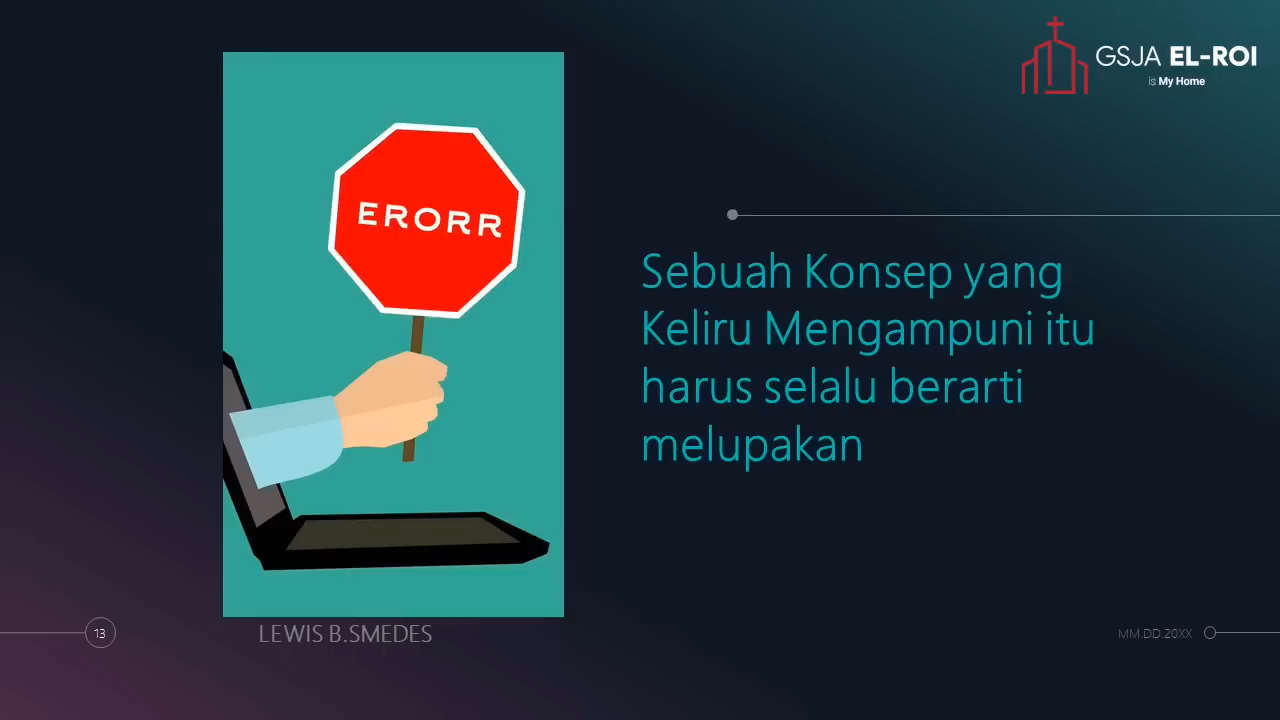 GSJA EL-ROI
is My Home
ERORR
Sebuah Konsep yang
Keliru Mengampuni itu
harus selalu berarti
melupakan
13
LEWIS B.SMEDES
MM.DD.20XX